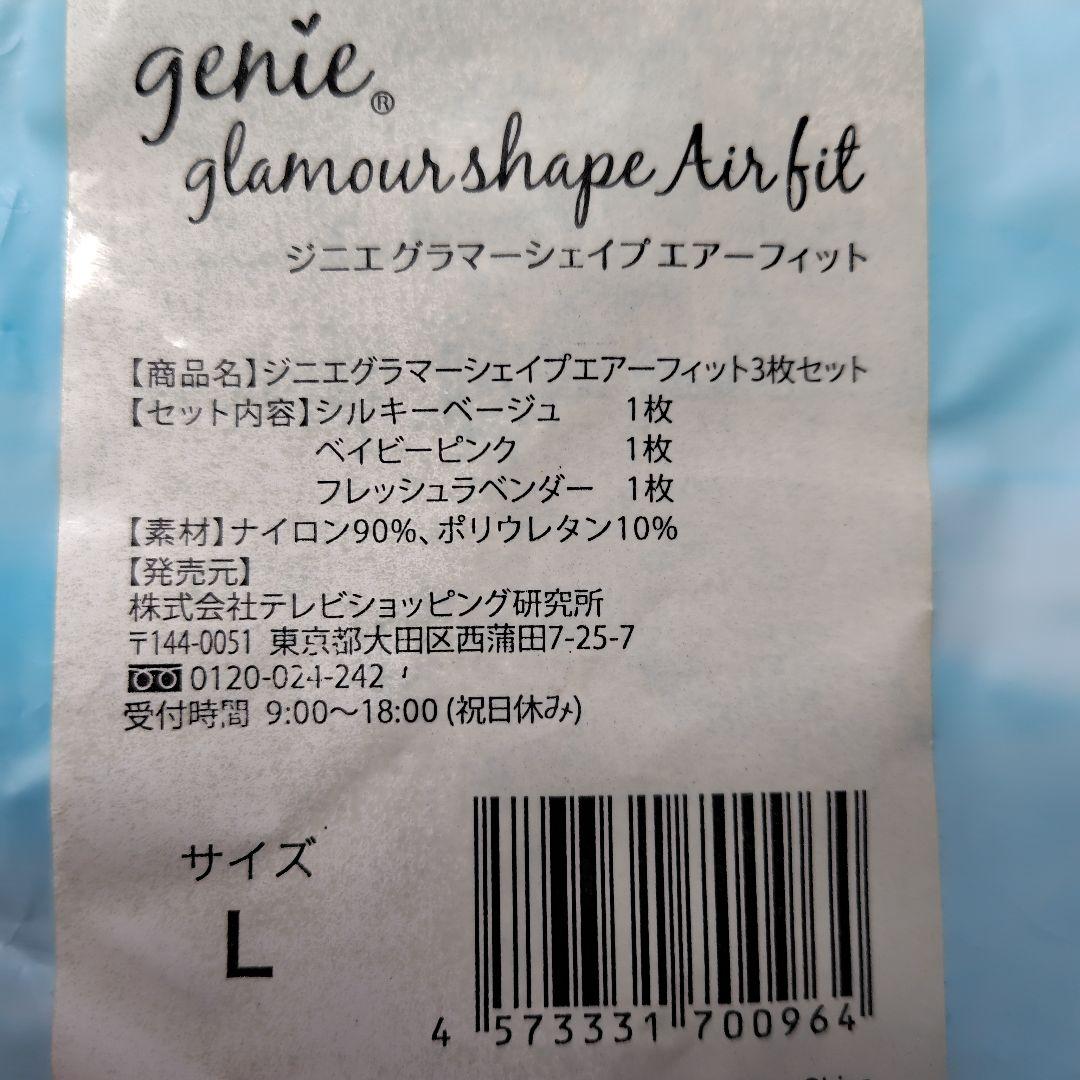 genie®
glamourshape Airfit
ジニエ グラマーシェイプ エアーフィット
【商品名】ジニエグラマーシェイプエアーフィット3枚セット
【セット内容】シルキーベージュ 1枚
ベイビーピンク 1枚
フレッシュラベンダー 1枚
【素材】ナイロン90%、ポリウレタン10%
【発売元】
株式会社テレビショッピング研究所
〒144-0051 東京都大田区西蒲田7-25-7
0120-024-242
受付時間 9:00〜18:00 (祝日休み)
サイズ
L
4 573331 700964